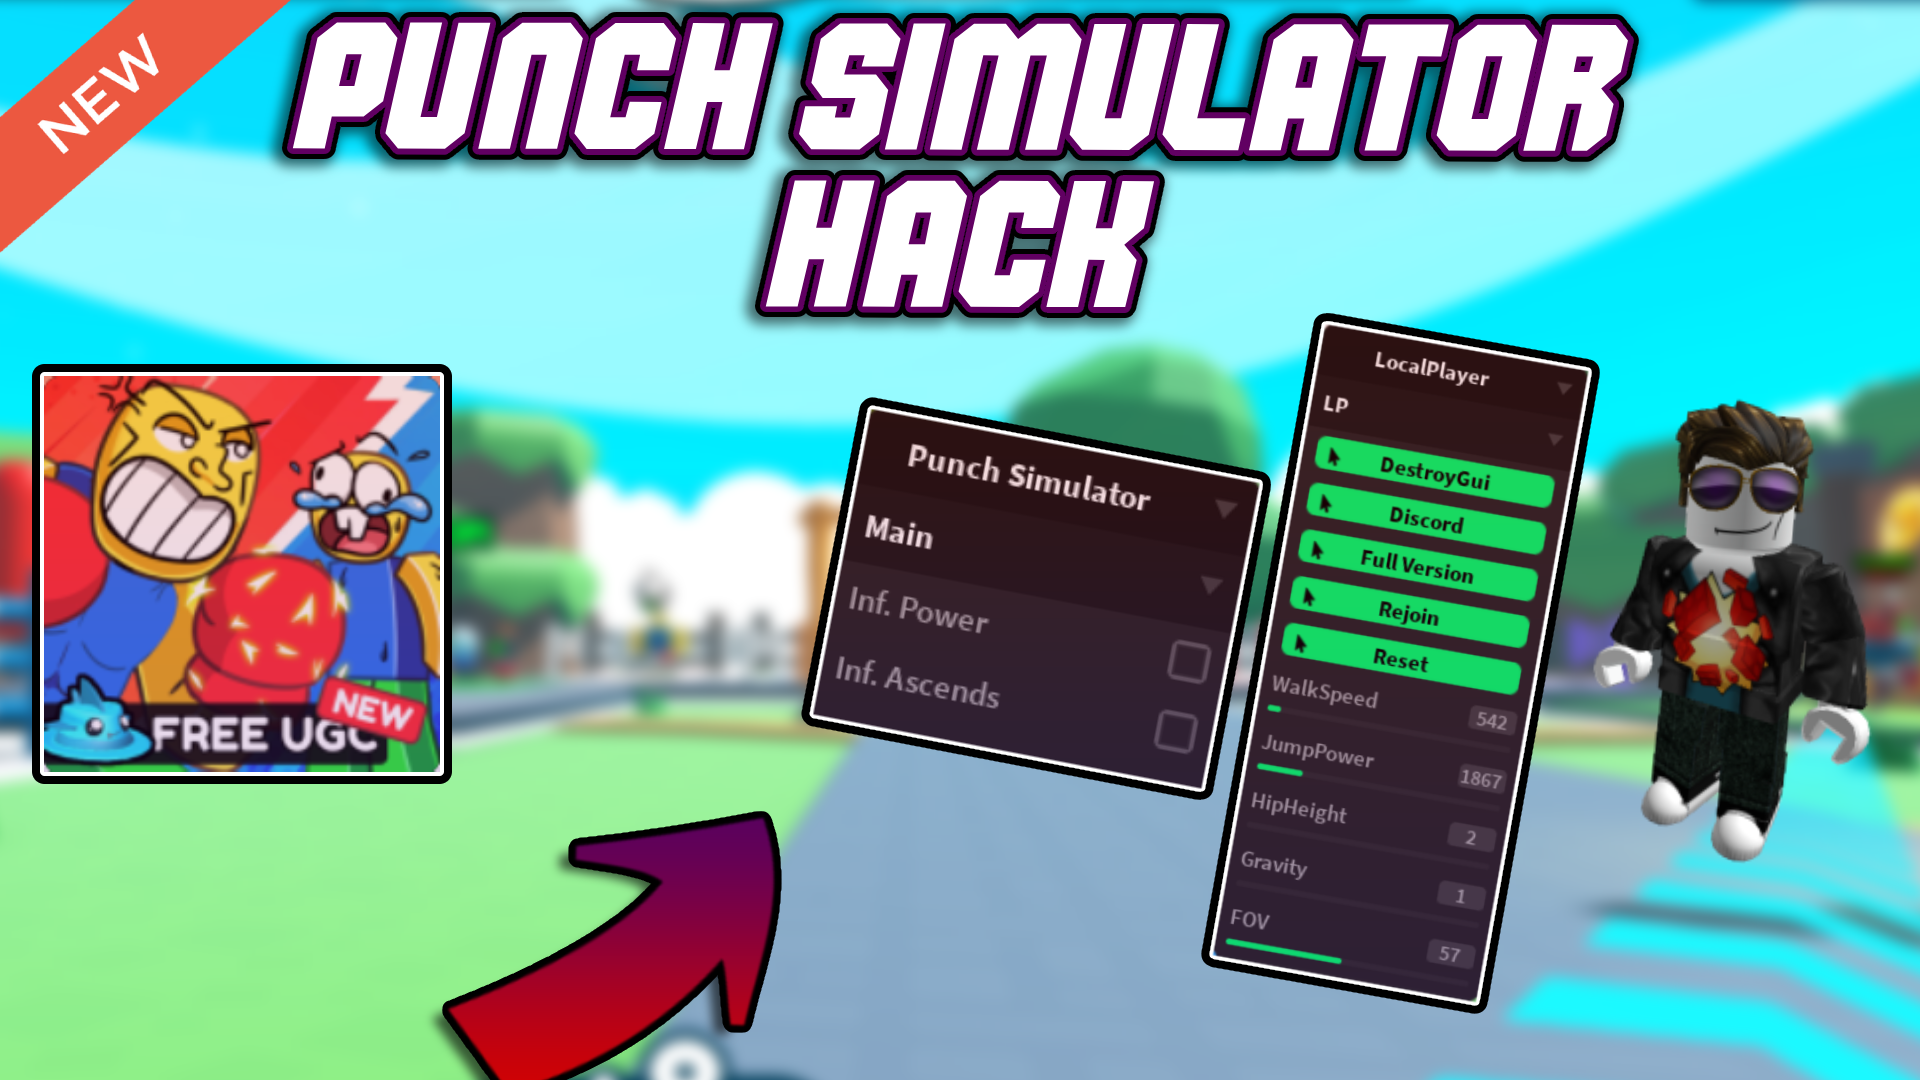 NEW
PUNCH SIMULATOR
HACK
FREE UGC
NEW
Punch Simulator
Main
Inf. Power
Inf. Ascends
LocalPlayer
LP
DestroyGui
Discord
Full Version
Rejoin
Reset
WalkSpeed 542
JumpPower 1867
HipHeight 2
Gravity 1
FOV 57